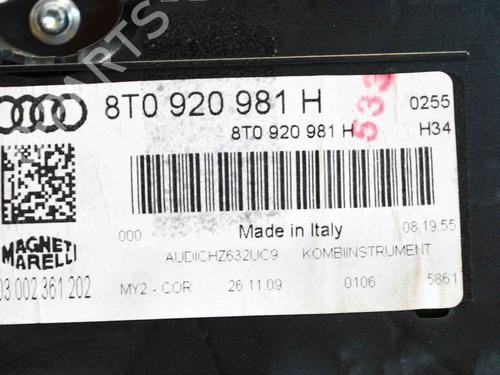 8T0 920 981 H
8T0 920 981 H
0255
H34
533
000
Made in Italy
08:19:55
MAGNETI
MARELLI
AUDICHZ632UC9
KOMBIINSTRUMENT
03.002.361.202
MY2 - COR
26.11.09
0106
5861